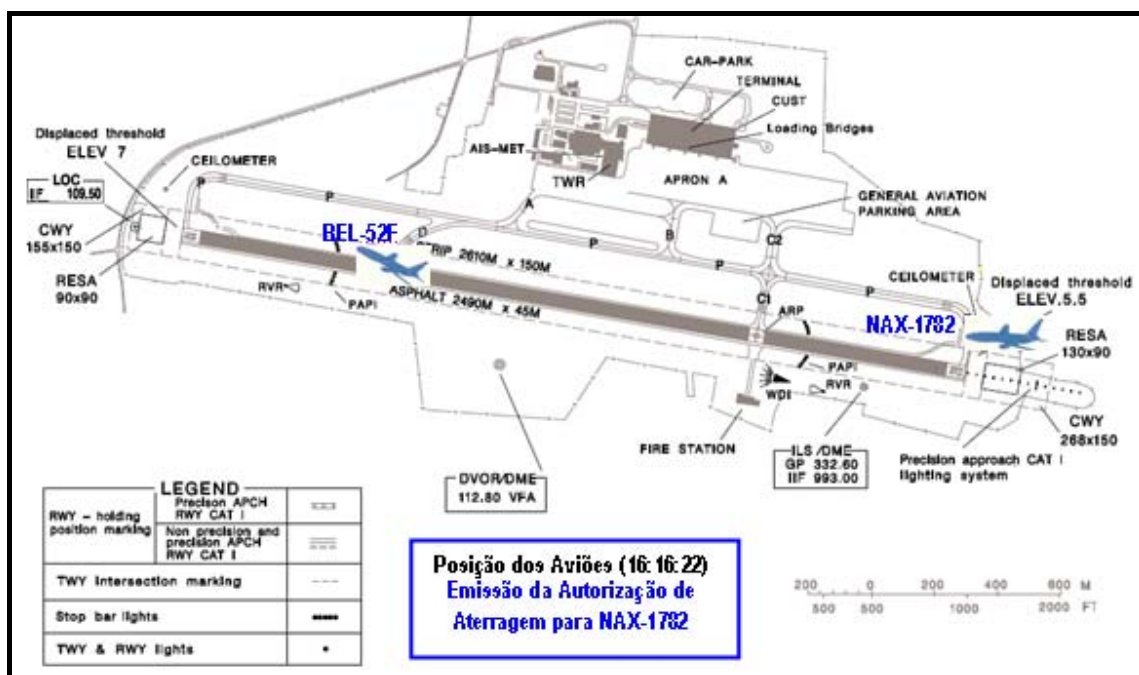 CAR-PARK
TERMINAL
CUST
Loading Bridges
AIS-MET
TWR
APRON A
GENERAL AVIATION
PARKING AREA
Displaced threshold
ELEV 7
CEILOMETER
LOC
IIF 109.50
CWY
155x150
RESA
90x90
P
P
A
D
BEL-52F
STRIP 2610M x 150M
ASPHALT 2490M x 45M
RVR
PAPI
P
B
P
C2
C1
P
ARP
CEILOMETER
Displaced threshold
ELEV.5.5
NAX-1782
RESA
130x90
PAPI
RVR
WDI
CWY
268x150
FIRE STATION
ILS/DME
GP 332.60
IIF 993.00
Precision approach CAT I
lighting system
DVOR/DME
112.80 VFA
LEGEND
RWY - holding
position marking
Precison APCH
RWY CAT I
Non precision and
precision APCH
RWY CAT I
TWY Intersection marking
Stop bar lights
TWY & RWY lights
Posição dos Aviões (16:16:22)
Emissão da Autorização de
Aterragem para NAX-1782
200 0 200 400 600 M
500 500 1000 2000 FT